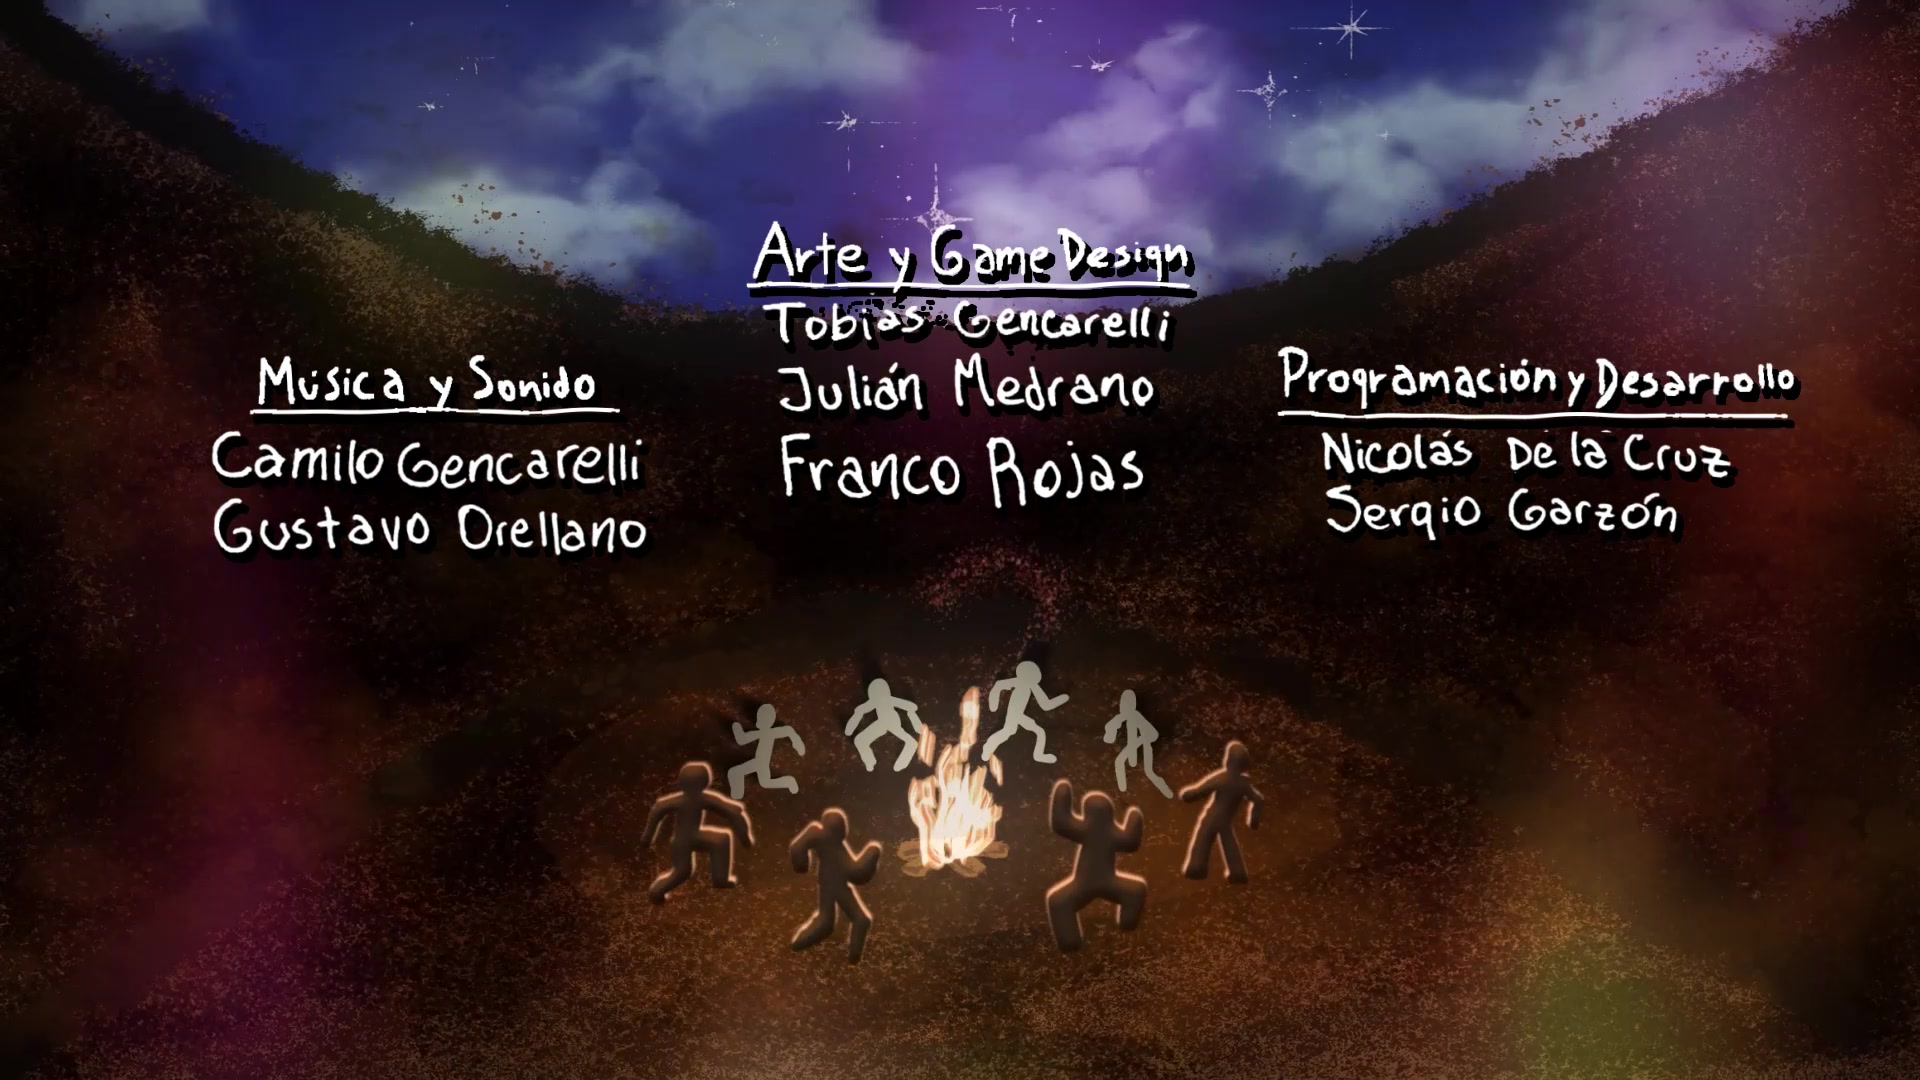 Música y Sonido
Camilo Gencarelli
Gustavo Orellano
Arte y Game Design
Tobías Gencarelli
Julián Medrano
Franco Rojas
Programación y Desarrollo
Nicolás De la Cruz
Sergio Garzón